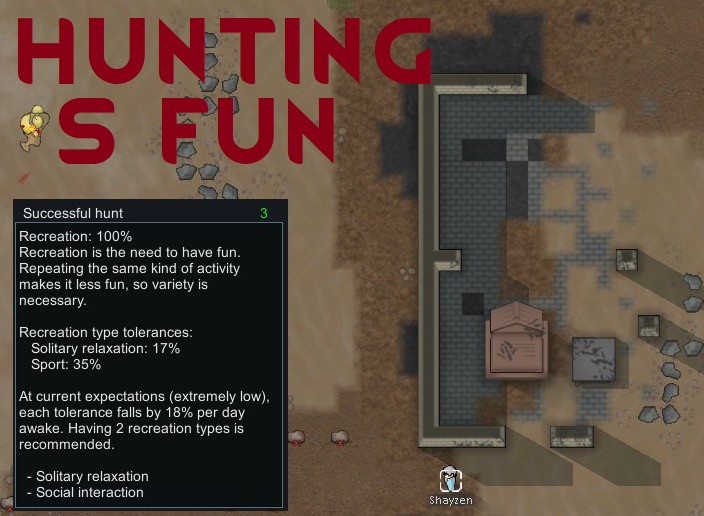 HUNTING
S FUN
Successful hunt 3
Recreation: 100%
Recreation is the need to have fun.
Repeating the same kind of activity
makes it less fun, so variety is
necessary.
Recreation type tolerances:
Solitary relaxation: 17%
Sport: 35%
At current expectations (extremely low),
each tolerance falls by 18% per day
awake. Having 2 recreation types is
recommended.
- Solitary relaxation
- Social interaction
Shayzen